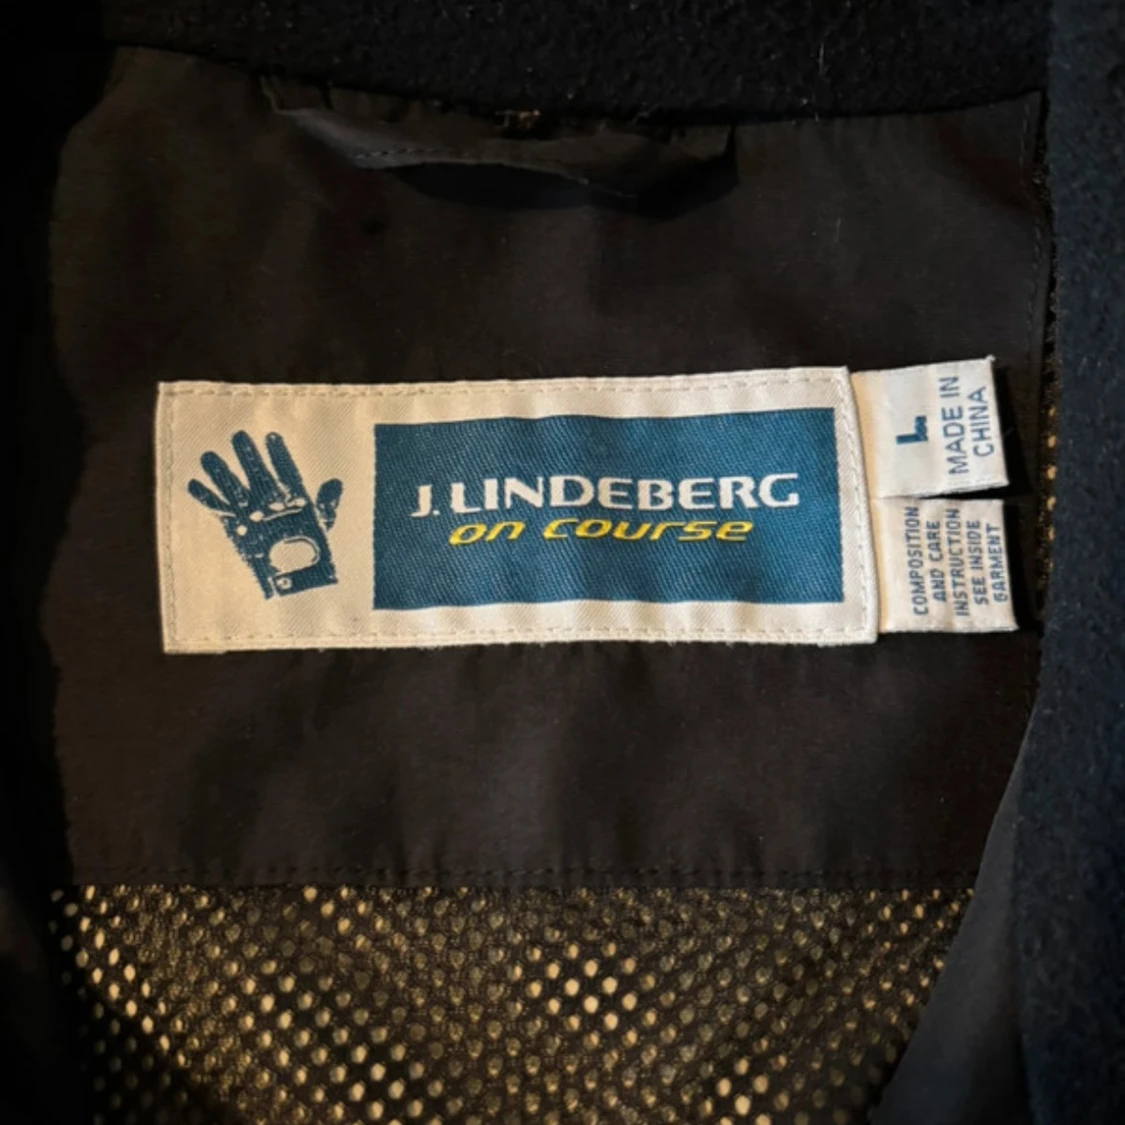 J.LINDEBERG
on course
L
MADE IN
CHINA
COMPOSITION
AND CARE
INSTRUCTION
SEE INSIDE
GARMENT